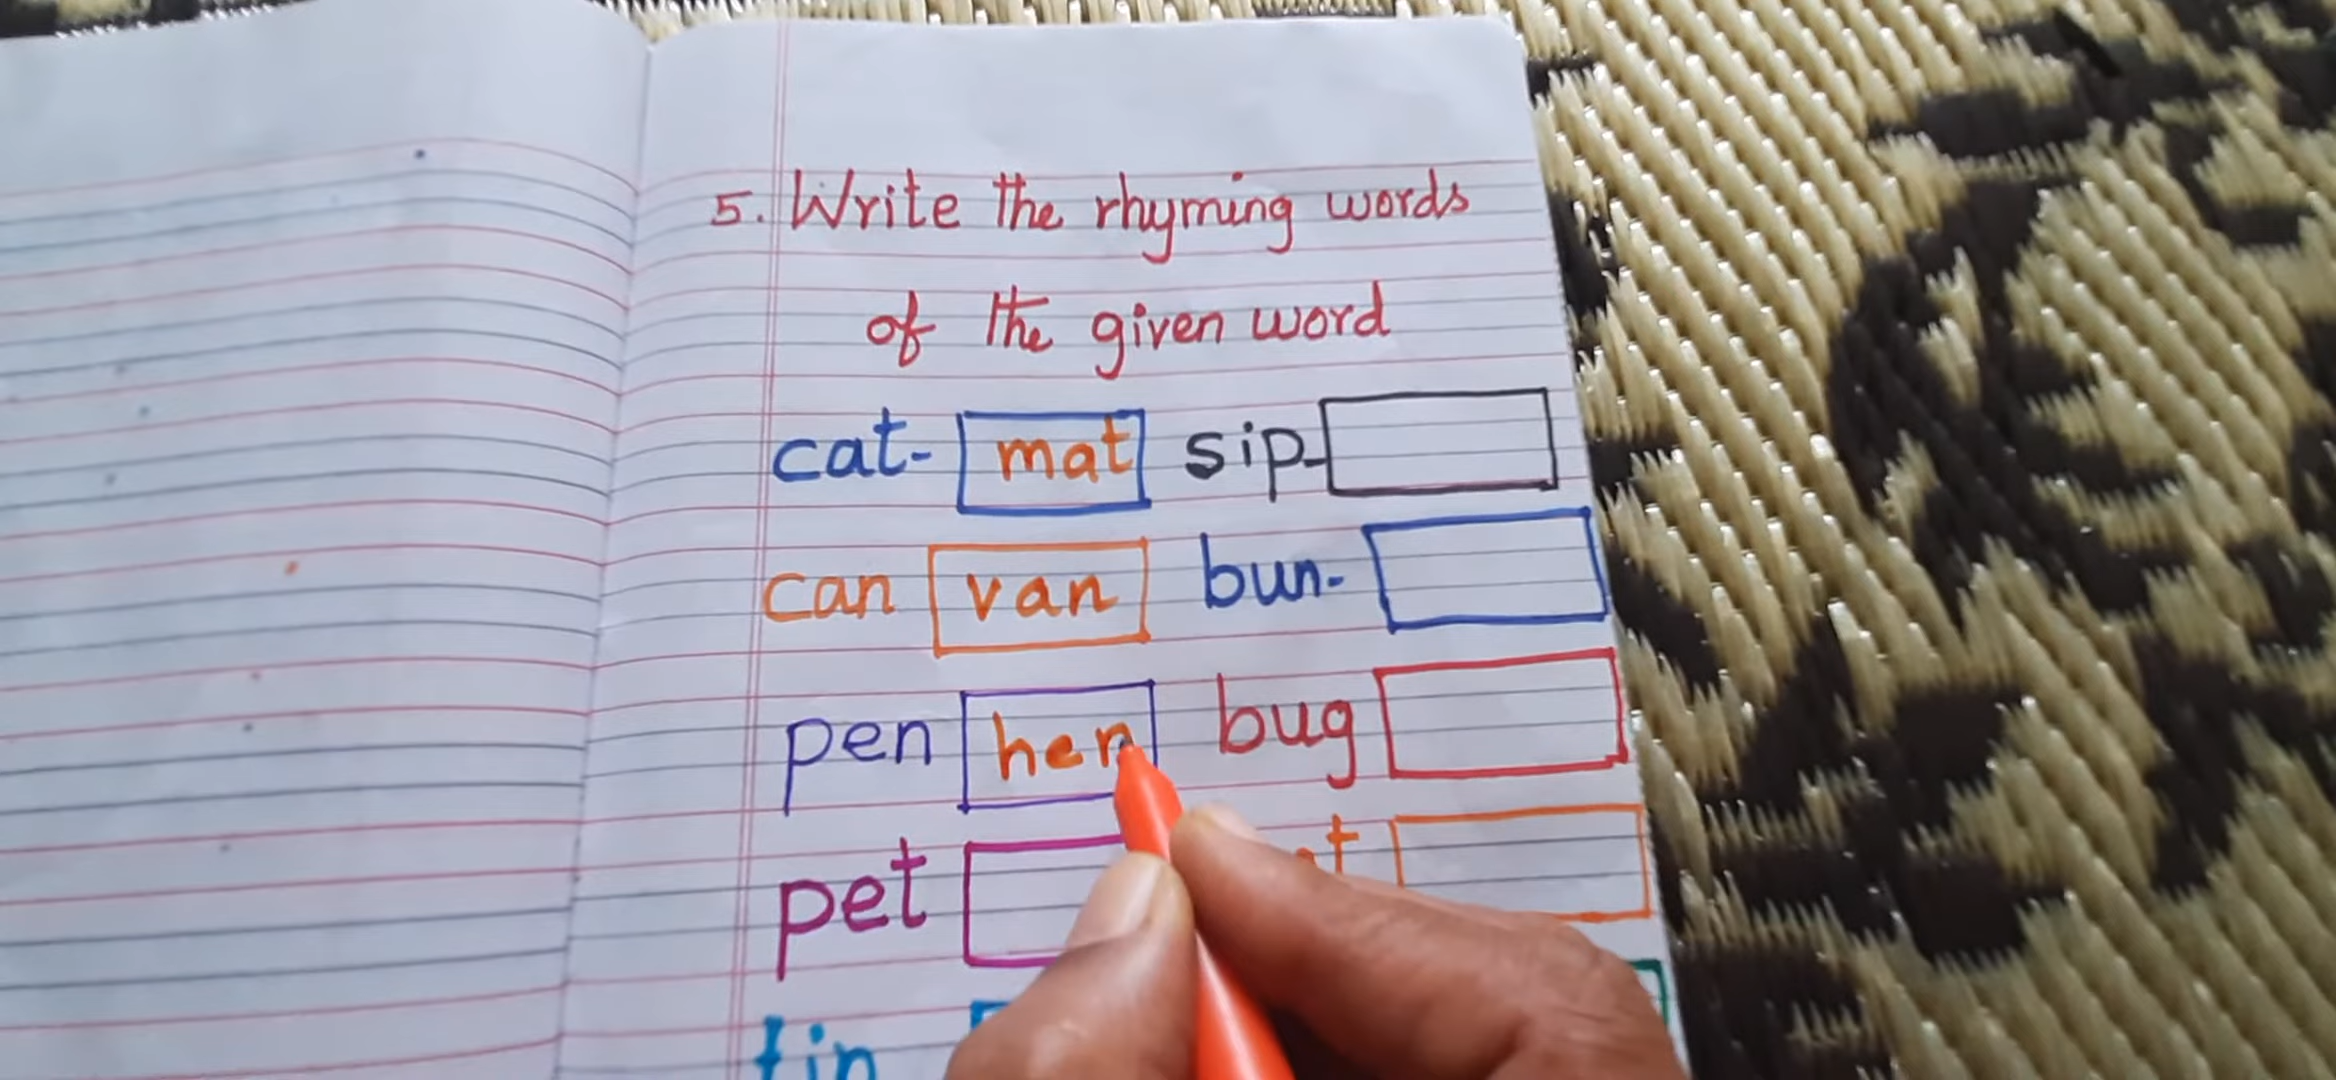 5. Write the rhyming words
of the given word
cat- mat sip-
can van bun-
pen hen bug
pet